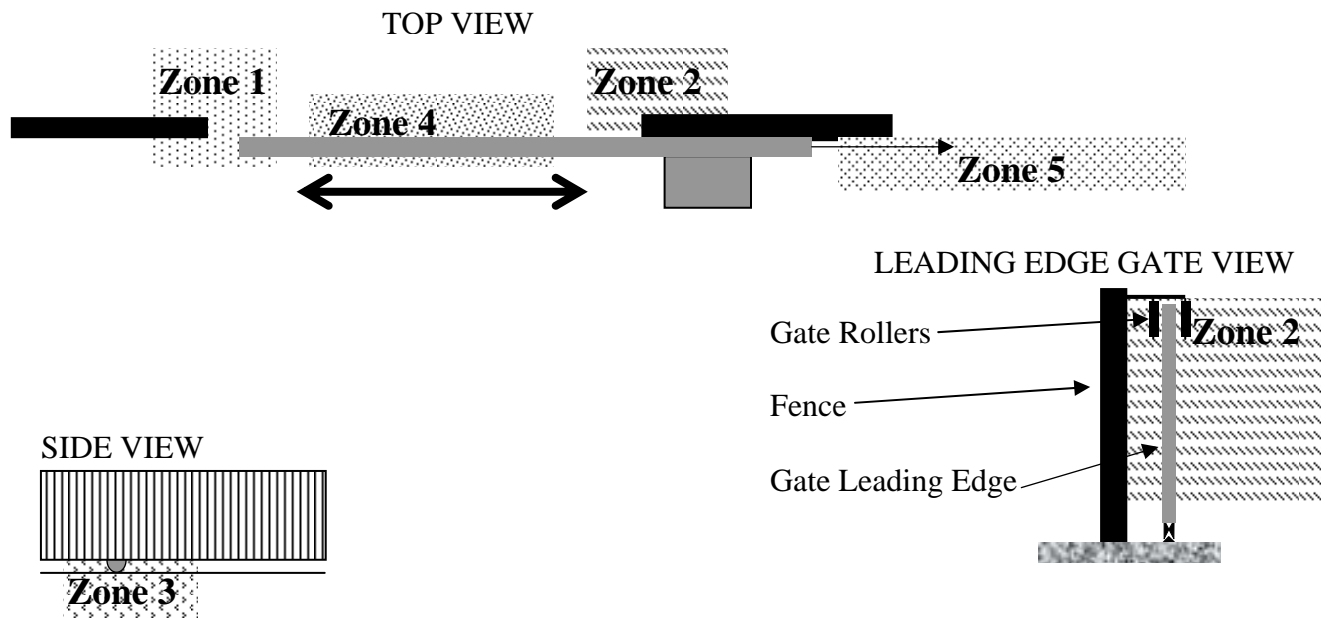 TOP VIEW
Zone 1
Zone 2
Zone 4
Zone 5
LEADING EDGE GATE VIEW
Gate Rollers
Zone 2
Fence
Gate Leading Edge
SIDE VIEW
Zone 3